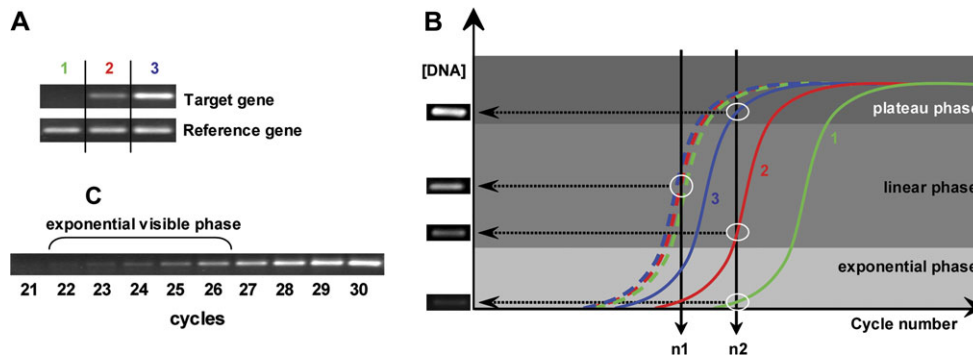 A
1 2 3
Target gene
Reference gene
C
exponential visible phase
21 22 23 24 25 26 27 28 29 30
cycles
B
[DNA]
plateau phase
1
2
linear phase
3
exponential phase
Cycle number
n1 n2